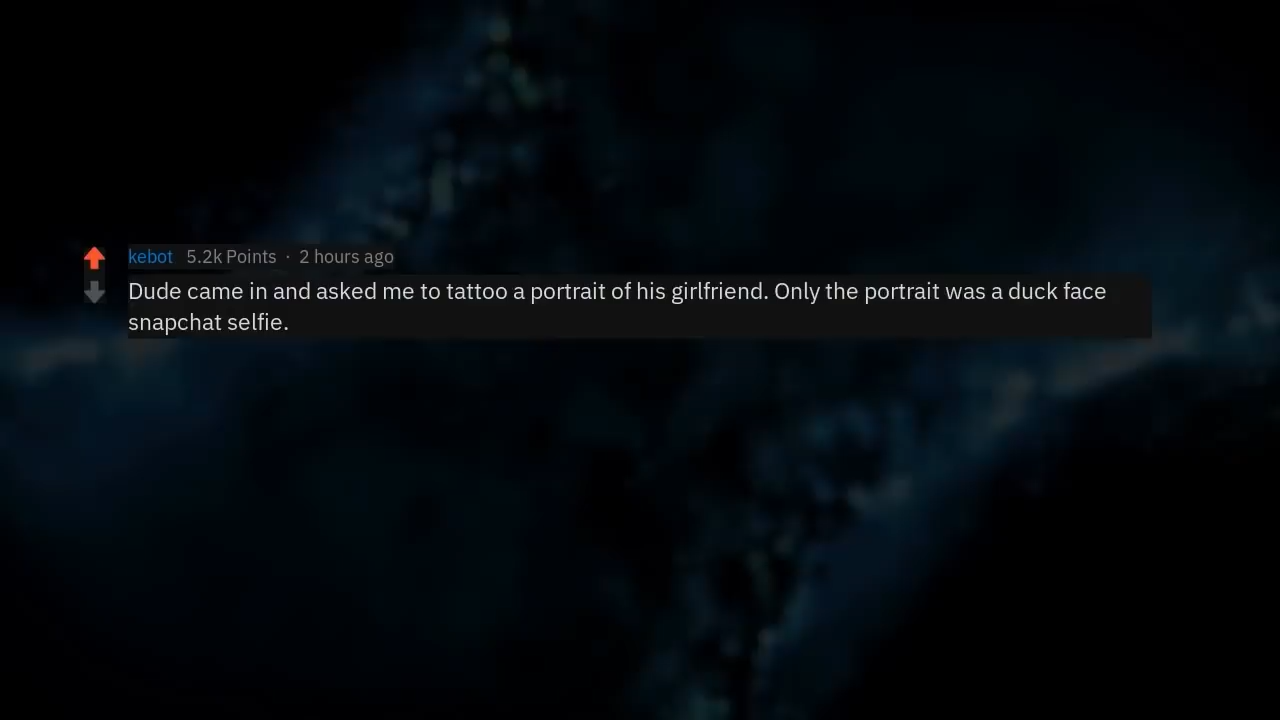 kebot 5.2k Points · 2 hours ago
Dude came in and asked me to tattoo a portrait of his girlfriend. Only the portrait was a duck face
snapchat selfie.